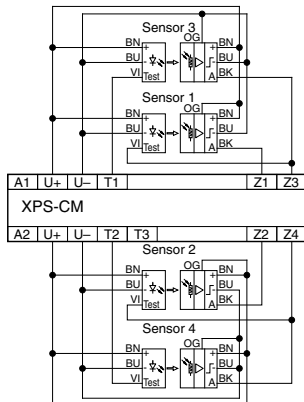 Sensor 3
OG
BN + BN
BU - BU
VI Test A BK
Sensor 1
OG
BN + BN
BU - BU
VI Test A BK
A1 U+ U– T1 Z1 Z3
XPS-CM
A2 U+ U– T2 T3 Z2 Z4
Sensor 2
OG
BN + BN
BU - BU
VI Test A BK
Sensor 4
OG
BN + BN
BU - BU
VI Test A BK